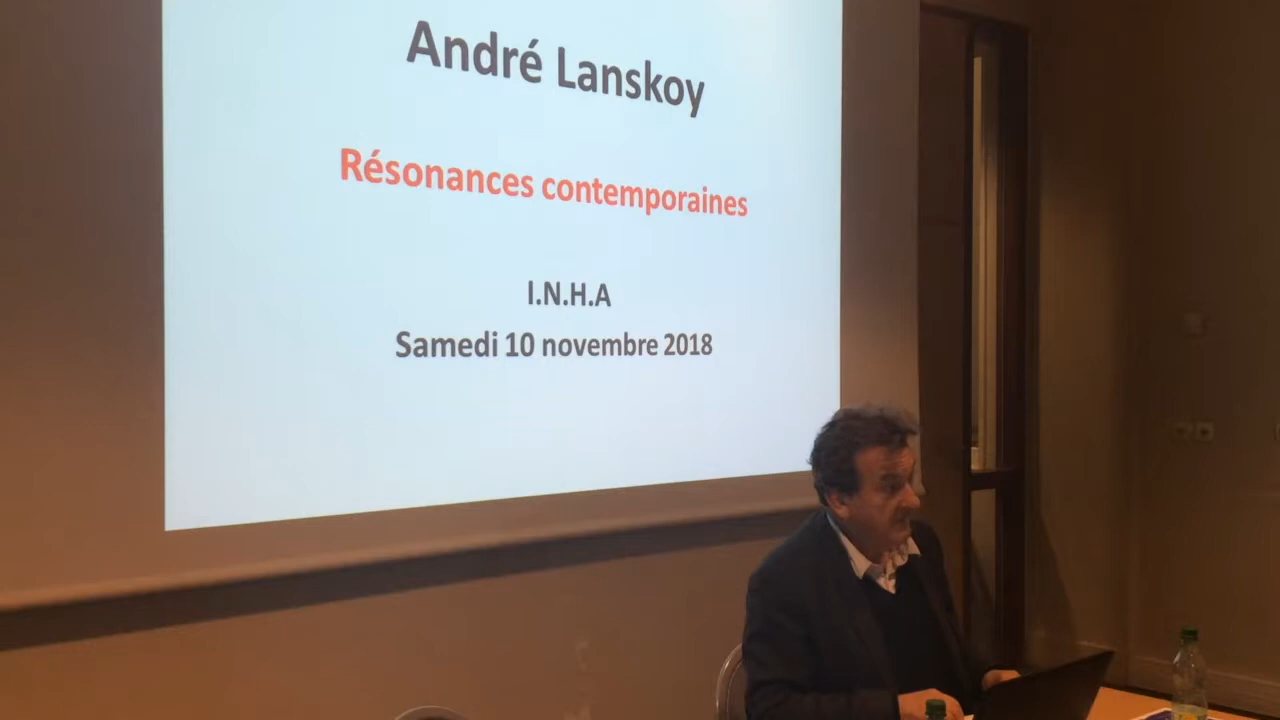 André Lanskoy
Résonances contemporaines
I.N.H.A
Samedi 10 novembre 2018